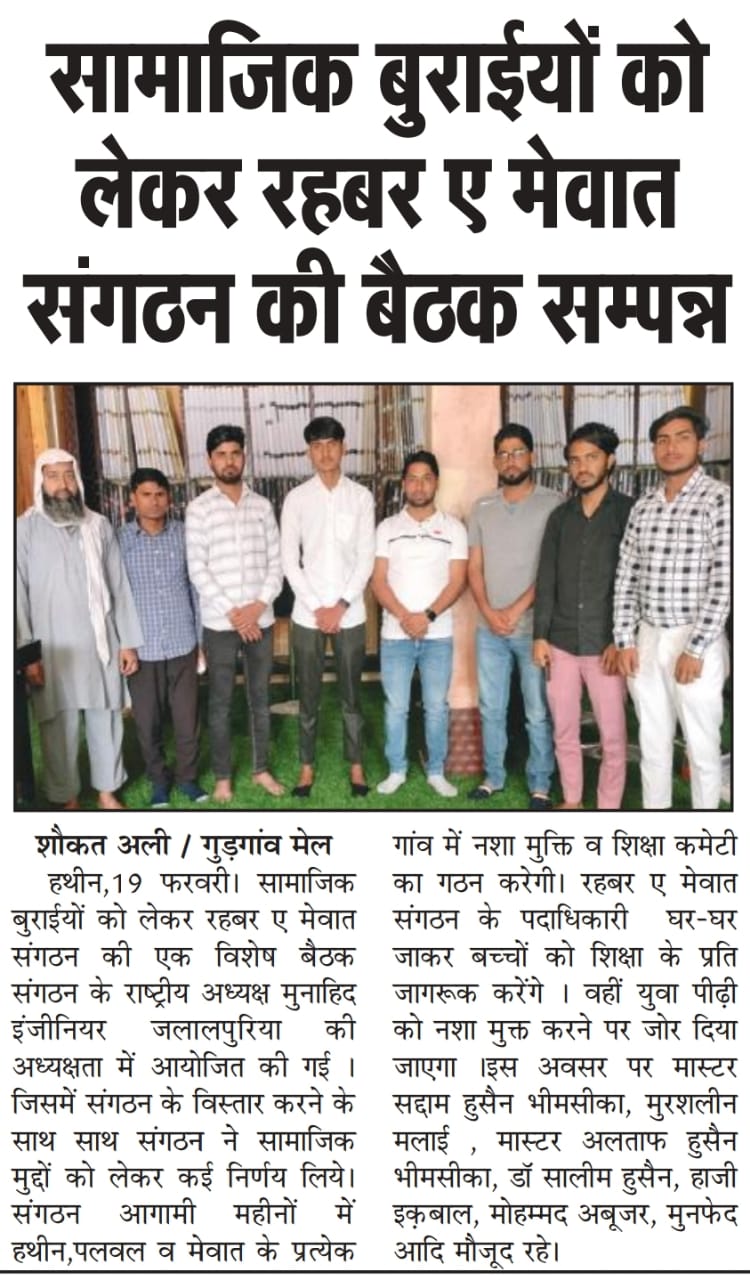 सामाजिक बुराईयों को
लेकर रहबर ए मेवात
संगठन की बैठक सम्पन्न
शौकत अली / गुड़गांव मेल
हथीन,19 फरवरी। सामाजिक
बुराईयों को लेकर रहबर ए मेवात
संगठन की एक विशेष बैठक
संगठन के राष्ट्रीय अध्यक्ष मुनाहिद
इंजीनियर जलालपुरिया की
अध्यक्षता में आयोजित की गई ।
जिसमें संगठन के विस्तार करने के
साथ साथ संगठन ने सामाजिक
मुद्दों को लेकर कई निर्णय लिये।
संगठन आगामी महीनों में
हथीन,पलवल व मेवात के प्रत्येक
गांव में नशा मुक्ति व शिक्षा कमेटी
का गठन करेगी। रहबर ए मेवात
संगठन के पदाधिकारी घर-घर
जाकर बच्चों को शिक्षा के प्रति
जागरूक करेंगे । वहीं युवा पीढ़ी
को नशा मुक्त करने पर जोर दिया
जाएगा ।इस अवसर पर मास्टर
सद्दाम हुसैन भीमसीका, मुरशलीन
मलाई , मास्टर अलताफ हुसैन
भीमसीका, डॉ सालीम हुसैन, हाजी
इक़बाल, मोहम्मद अबूजर, मुनफेद
आदि मौजूद रहे।